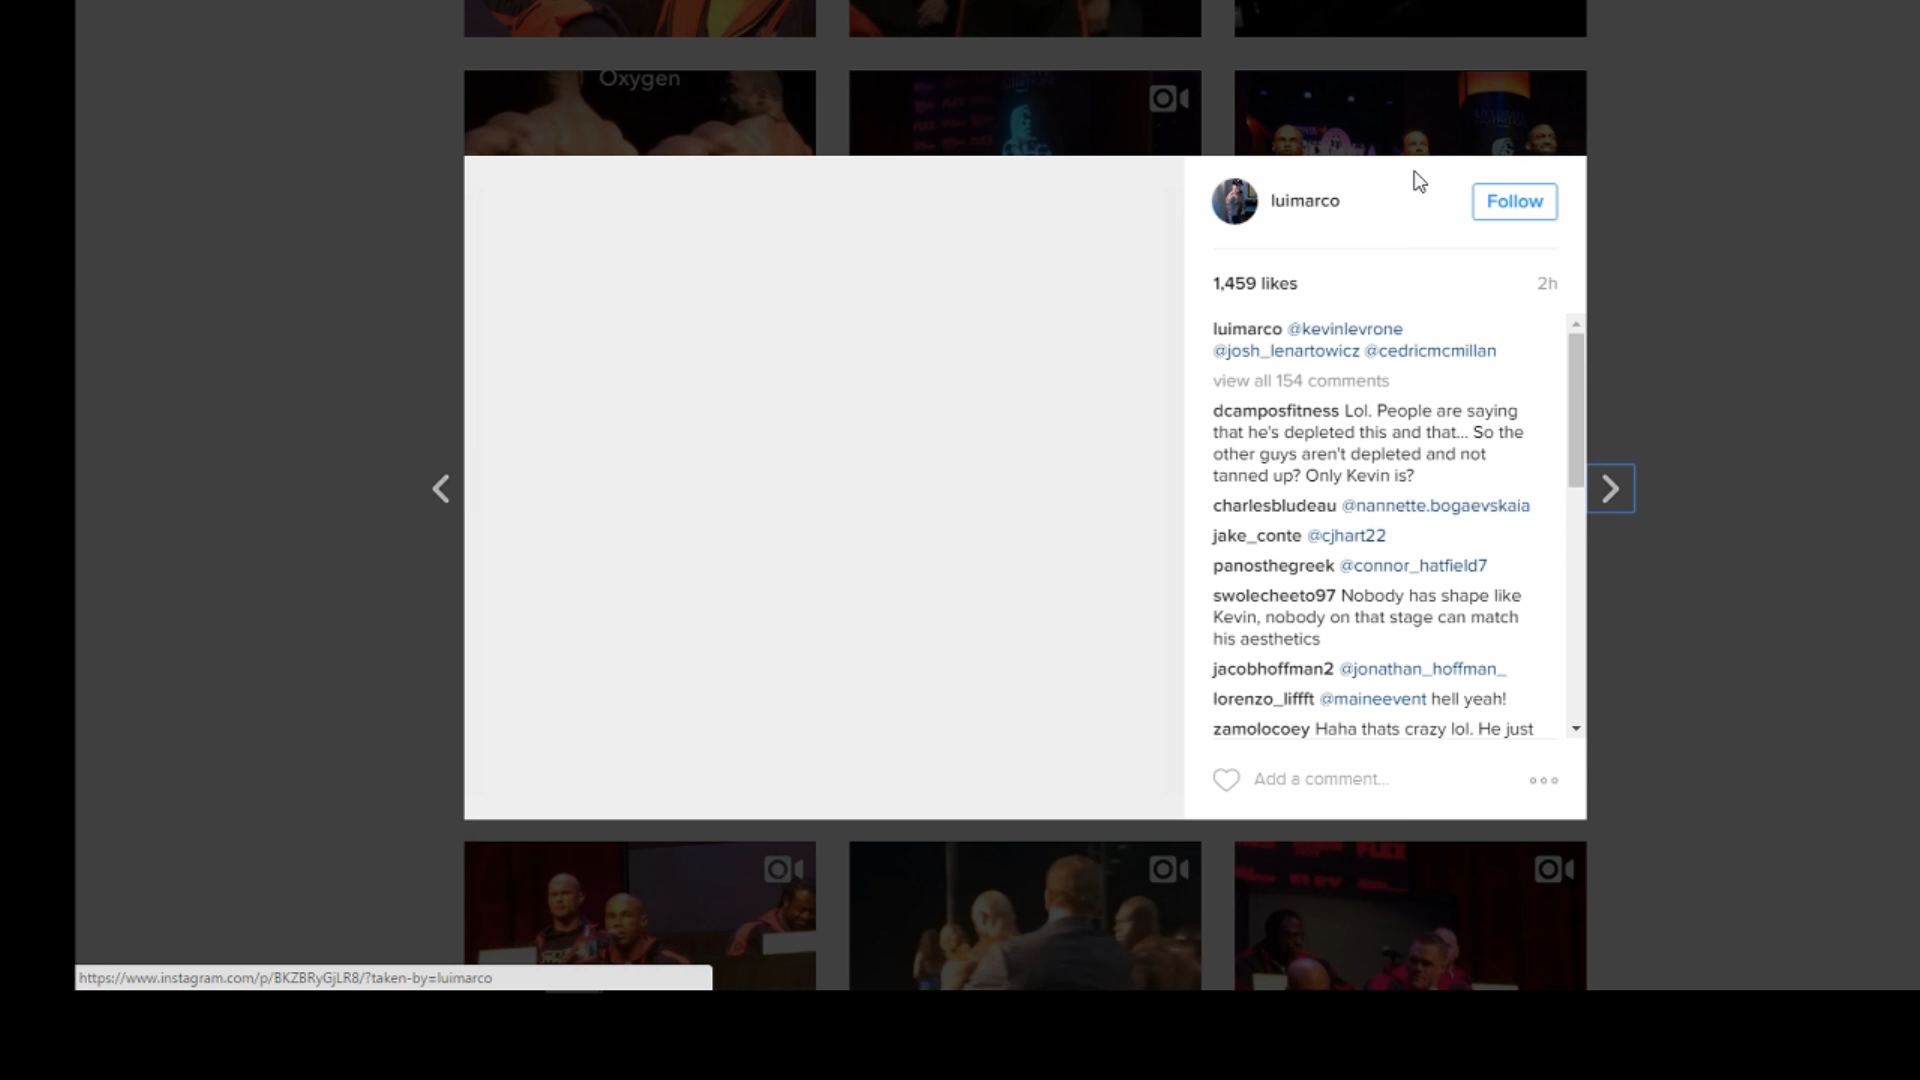 Oxygen
luimarco
Follow
1,459 likes
2h
luimarco @kevinlevrone
@josh_lenartowicz @cedricmcmillan
view all 154 comments
dcamposfitness Lol. People are saying
that he's depleted this and that... So the
other guys aren't depleted and not
tanned up? Only Kevin is?
charlesbludeau @nannette.bogaevskaia
jake_conte @cjhart22
panosthegreek @connor_hatfield7
swolecheeto97 Nobody has shape like
Kevin, nobody on that stage can match
his aesthetics
jacobhoffman2 @jonathan_hoffman_
lorenzo_liffft @maineevent hell yeah!
zamolocoey Haha thats crazy lol. He just
Add a comment...
https://www.instagram.com/p/BKZBRyGjLR8/?taken-by=luimarco